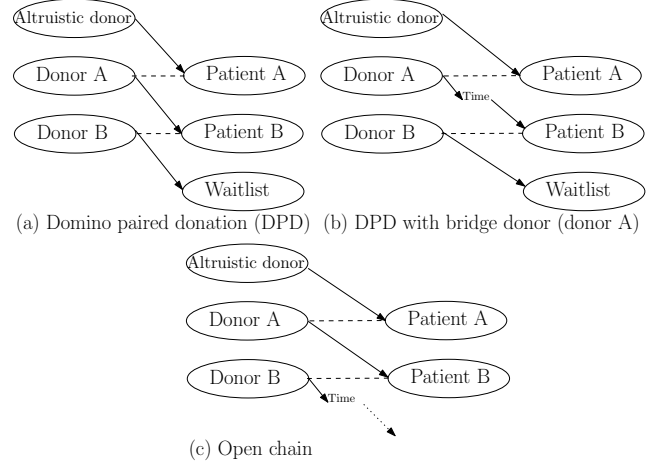 Altruistic donor
Donor A
Patient A
Donor B
Patient B
Waitlist
(a) Domino paired donation (DPD)
Altruistic donor
Donor A
Patient A
Time
Donor B
Patient B
Waitlist
(b) DPD with bridge donor (donor A)
Altruistic donor
Donor A
Patient A
Donor B
Patient B
Time
(c) Open chain